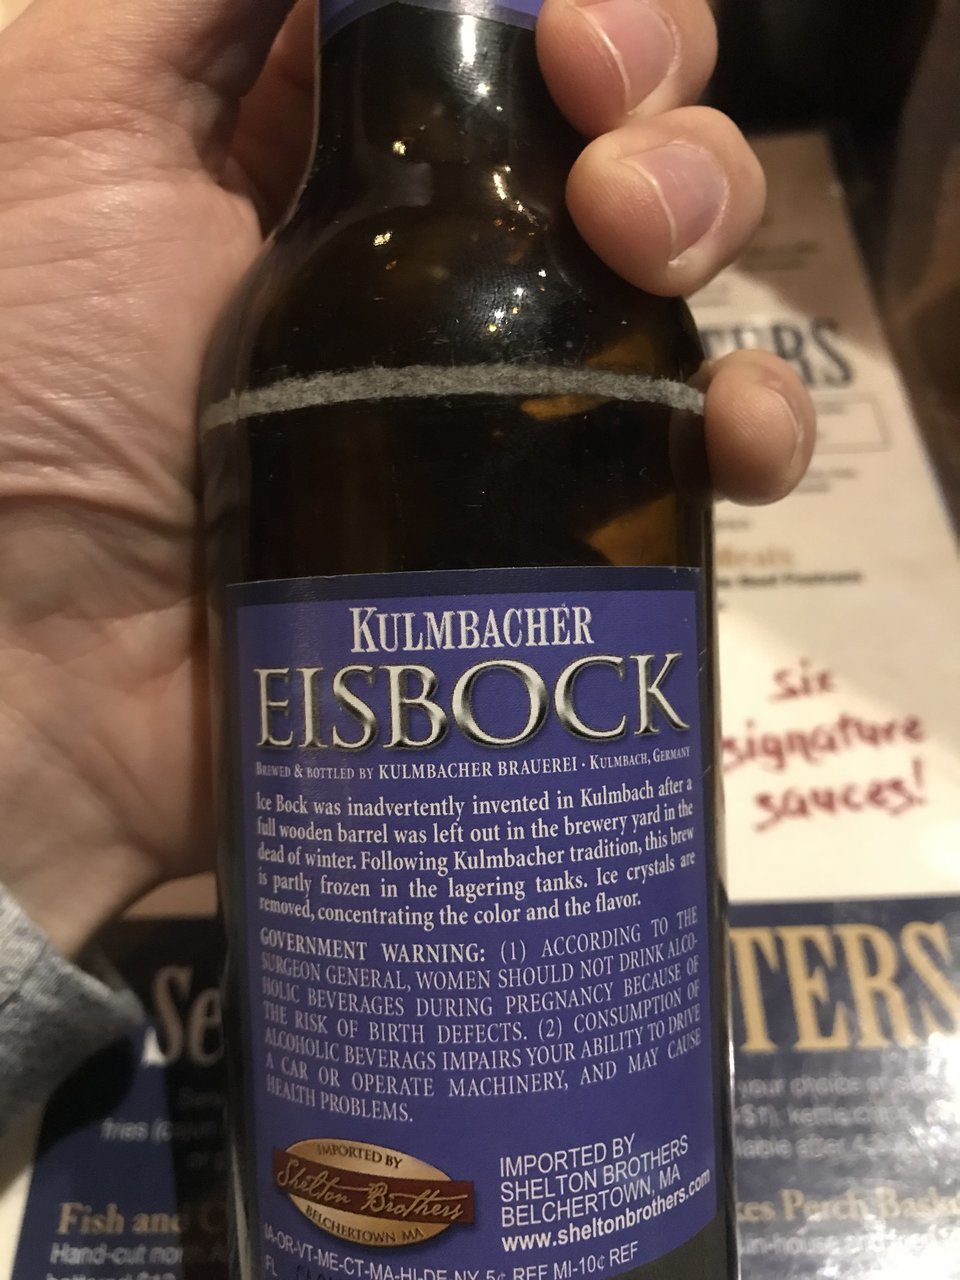 KULMBACHER
EISBOCK
BREWED & BOTTLED BY KULMBACHER BRAUEREI · KULMBACH, GERMANY
Ice Bock was inadvertently invented in Kulmbach after a
full wooden barrel was left out in the brewery yard in the
dead of winter. Following Kulmbacher tradition, this brew
is partly frozen in the lagering tanks. Ice crystals are
removed, concentrating the color and the flavor.
GOVERNMENT WARNING: (1) ACCORDING TO THE
SURGEON GENERAL, WOMEN SHOULD NOT DRINK ALCO-
HOLIC BEVERAGES DURING PREGNANCY BECAUSE OF
THE RISK OF BIRTH DEFECTS. (2) CONSUMPTION OF
ALCOHOLIC BEVERAGS IMPAIRS YOUR ABILITY TO DRIVE
A CAR OR OPERATE MACHINERY, AND MAY CAUSE
HEALTH PROBLEMS.
IMPORTED BY
Shelton Brothers
BELCHERTOWN, MA
IMPORTED BY
SHELTON BROTHERS
BELCHERTOWN, MA
www.sheltonbrothers.com
IA-OR-VT-ME-CT-MA-HI-DE-NY 5¢ REF MI-10¢ REF
FL
six
signature
sauces!
TERS
your choice
Fish and
Hand-cut
fries
Perch